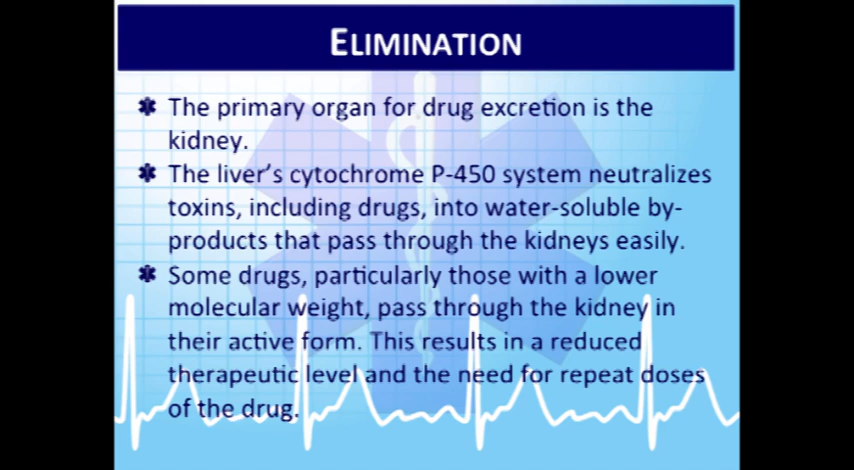 ELIMINATION
The primary organ for drug excretion is the
kidney.
The liver's cytochrome P-450 system neutralizes
toxins, including drugs, into water-soluble by-
products that pass through the kidneys easily.
Some drugs, particularly those with a lower
molecular weight, pass through the kidney in
their active form. This results in a reduced
therapeutic level and the need for repeat doses
of the drug.